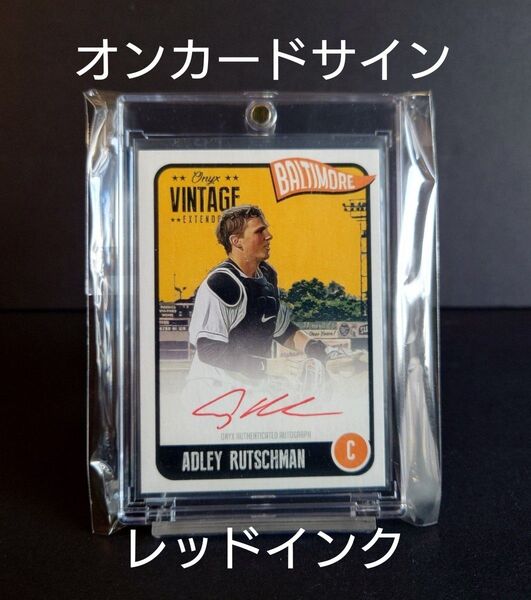 オンカードサイン
Onyx
VINTAGE
EXTENDED
BALTIMORE
ONYX AUTHENTICATED AUTOGRAPH
ADLEY RUTSCHMAN
C
レッドインク